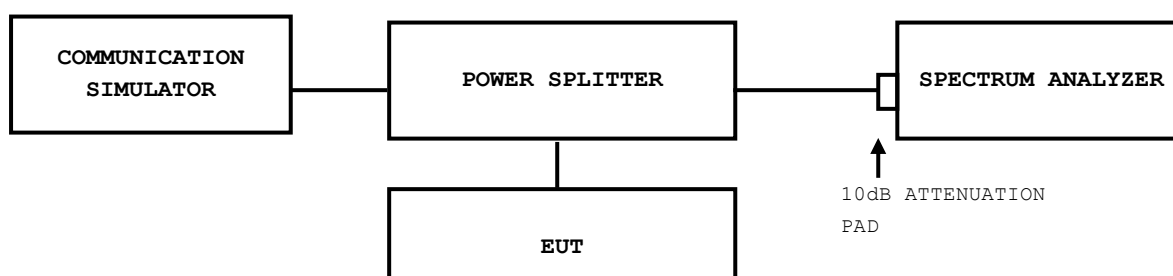 COMMUNICATION
SIMULATOR
POWER SPLITTER
SPECTRUM ANALYZER
10dB ATTENUATION
PAD
EUT